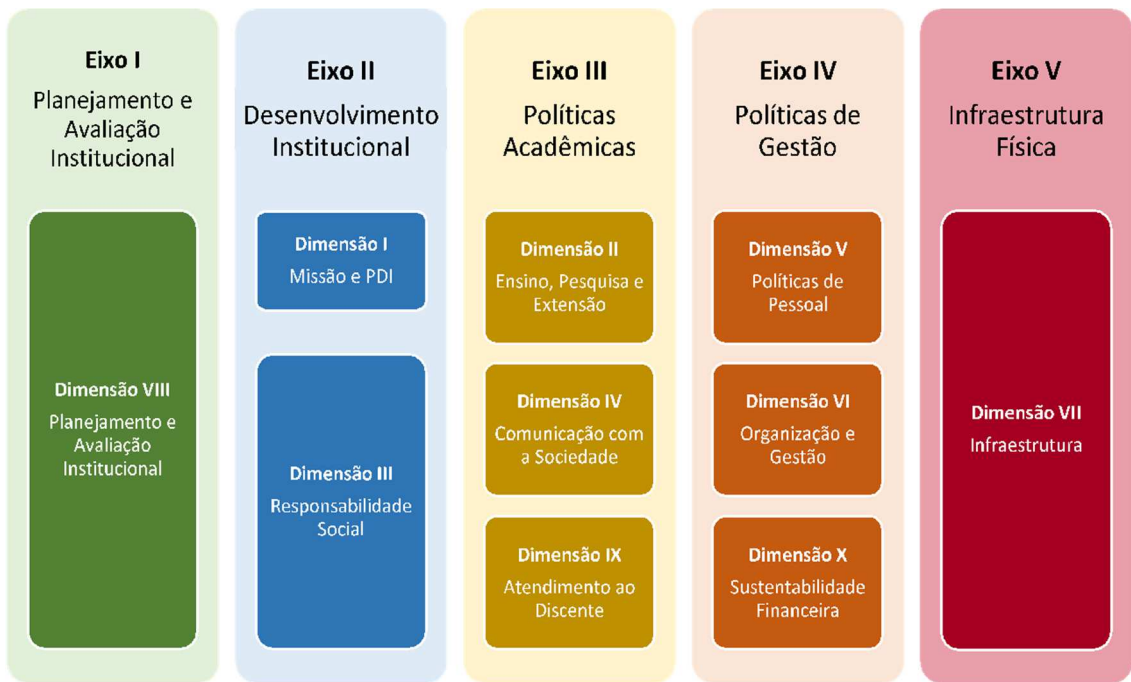 Eixo I
Planejamento e
Avaliação
Institucional
Dimensão VIII
Planejamento e
Avaliação
Institucional
Eixo II
Desenvolvimento
Institucional
Dimensão I
Missão e PDI
Dimensão III
Responsabilidade
Social
Eixo III
Políticas
Acadêmicas
Dimensão II
Ensino, Pesquisa e
Extensão
Dimensão IV
Comunicação com
a Sociedade
Dimensão IX
Atendimento ao
Discente
Eixo IV
Políticas de
Gestão
Dimensão V
Políticas de
Pessoal
Dimensão VI
Organização e
Gestão
Dimensão X
Sustentabilidade
Financeira
Eixo V
Infraestrutura
Física
Dimensão VII
Infraestrutura